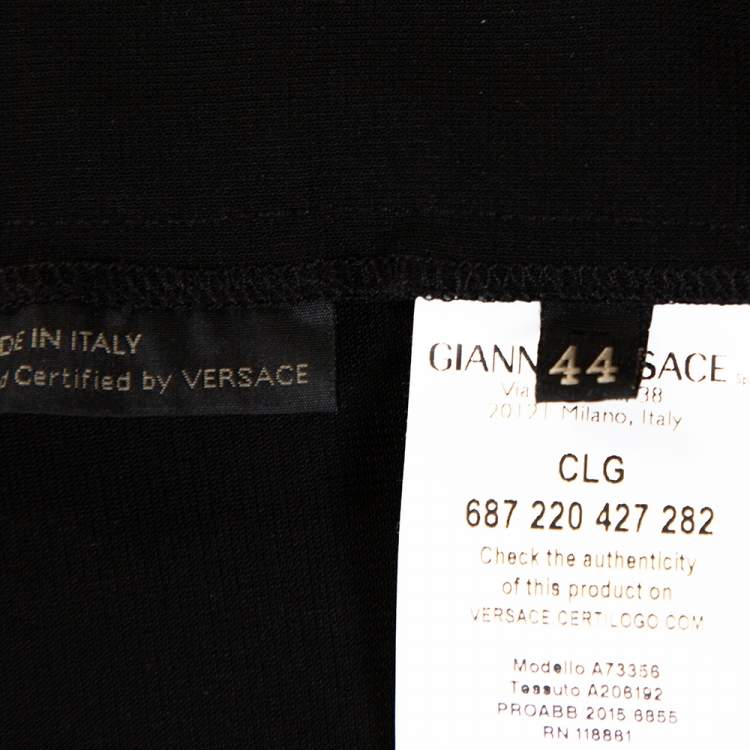 DE IN ITALY
d Certified by VERSACE
44
GIANN SACE SpA
Via 38
20121 Milano, Italy
CLG
687 220 427 282
Check the authenticity
of this product on
VERSACE.CERTILOGO.COM
Modello A73356
Tessuto A208192
PROABB 2015 6855
RN 118881